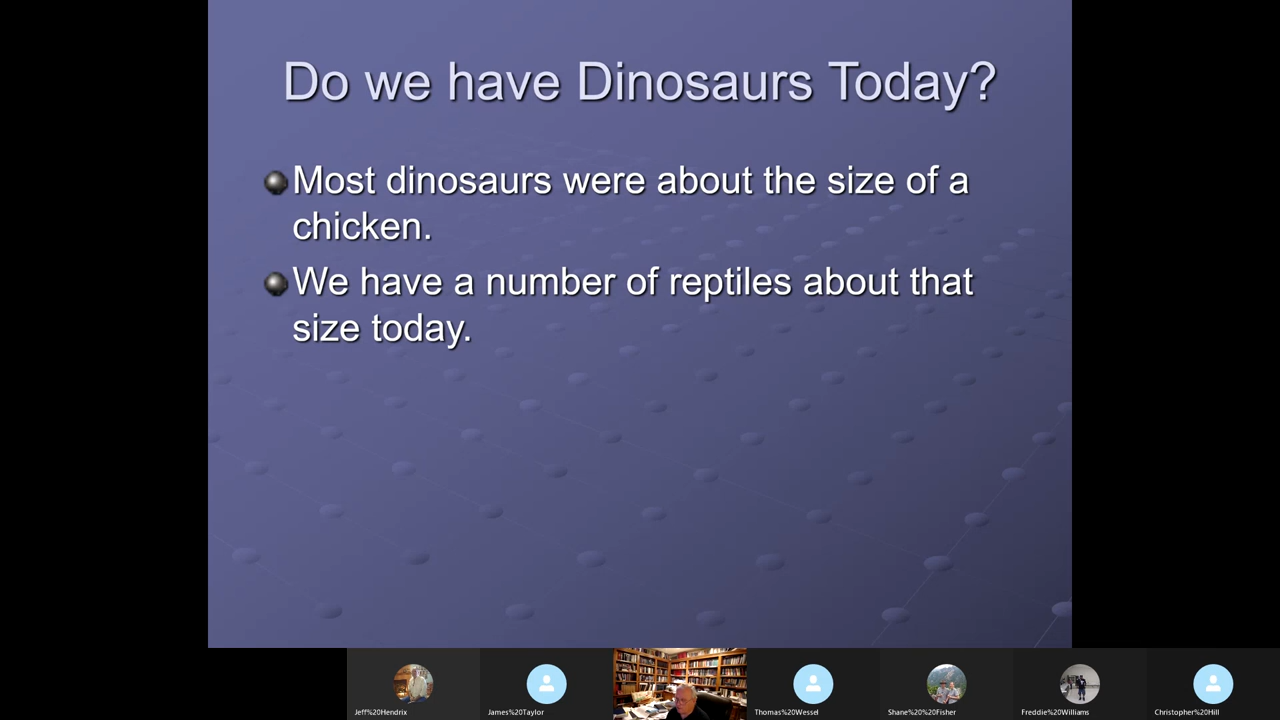 Do we have Dinosaurs Today?
Most dinosaurs were about the size of a
chicken.
We have a number of reptiles about that
size today.
Jeff%20Hendrix
James%20Taylor
Thomas%20Wessel
Shane%20%20Fisher
Freddie%20Williams
Christopher%20Hill